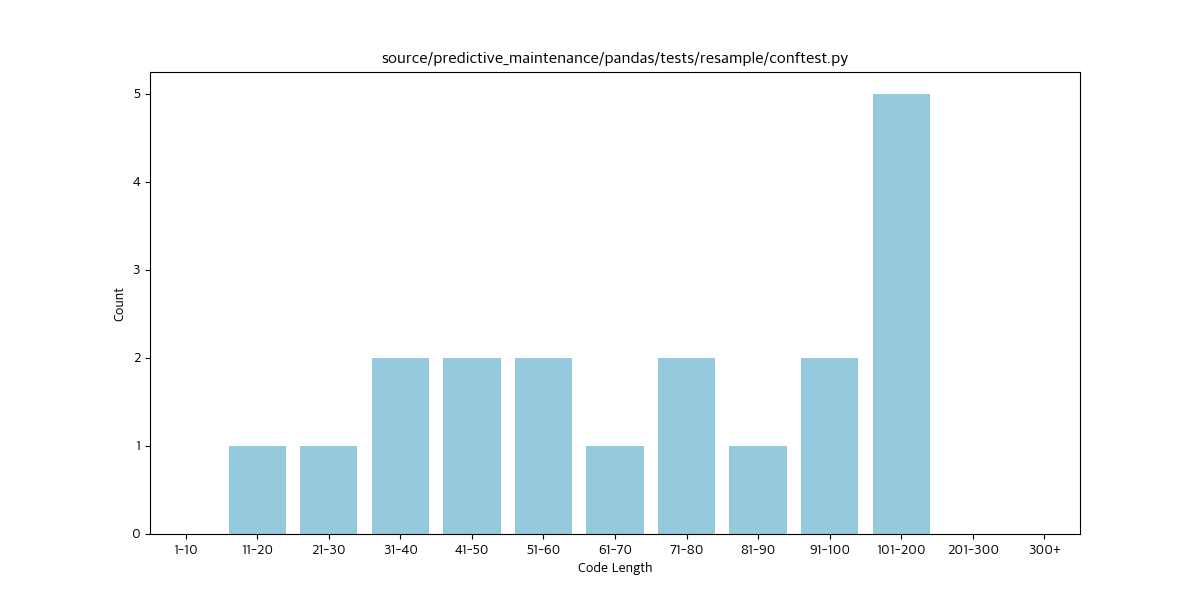 source/predictive_maintenance/pandas/tests/resample/conftest.py
5
4
3
2
1
0
Count
1-10 11-20 21-30 31-40 41-50 51-60 61-70 71-80 81-90 91-100 101-200 201-300 300+
Code Length